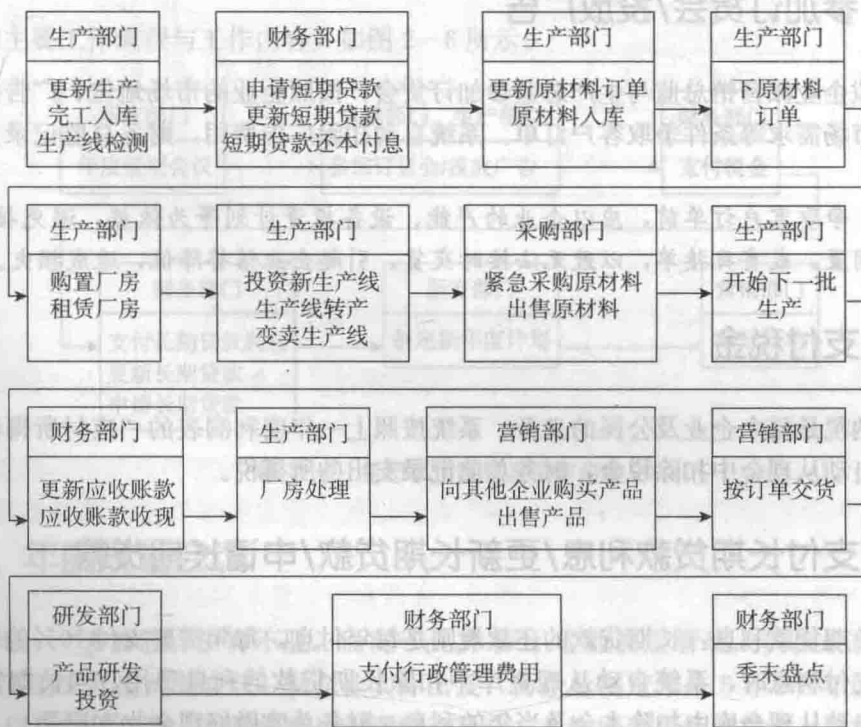 生产部门
更新生产
完工入库
生产线检测
财务部门
申请短期贷款
更新短期贷款
短期贷款还本付息
生产部门
更新原材料订单
原材料入库
生产部门
下原材料
订单
生产部门
购置厂房
租赁厂房
生产部门
投资新生产线
生产线转产
变卖生产线
采购部门
紧急采购原材料
出售原材料
生产部门
开始下一批
生产
财务部门
更新应收账款
应收账款收现
生产部门
厂房处理
营销部门
向其他企业购买产品
出售产品
营销部门
按订单交货
研发部门
产品研发
投资
财务部门
支付行政管理费用
财务部门
季末盘点